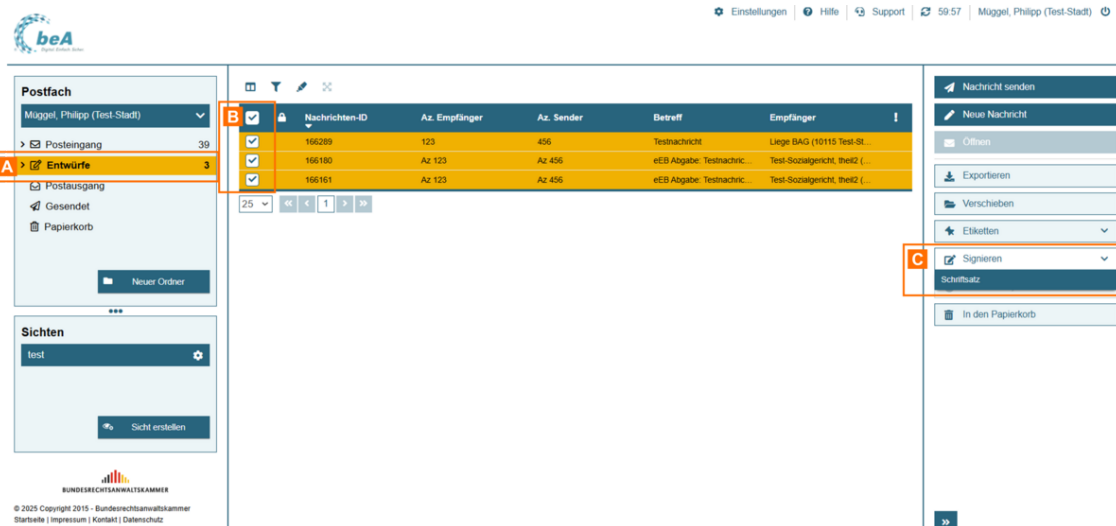 Einstellungen Hilfe Support 59:57 Müggel, Philipp (Test-Stadt)
beA
Postfach
Müggel, Philipp (Test-Stadt)
Posteingang 39
A
Entwürfe 3
Postausgang
Gesendet
Papierkorb
Neuer Ordner
Sichten
test
Sicht erstellen
BUNDESRECHTSANWALTSKAMMER
© 2025 Copyright 2015 - Bundesrechtsanwaltskammer
Startseite | Impressum | Kontakt | Datenschutz
B
Nachrichten-ID Az. Empfänger Az. Sender Betreff Empfänger !
166289 123 456 Testnachricht Liege BAG (10115 Test-St...
166180 Az 123 Az 456 eEB Abgabe: Testnachric... Test-Sozialgericht, theil2 (...
166161 Az 123 Az 456 eEB Abgabe: Testnachric... Test-Sozialgericht, theil2 (...
25 « ‹ 1 › »
Nachricht senden
Neue Nachricht
Öffnen
Exportieren
Verschieben
Etiketten
C
Signieren
Schriftsatz
In den Papierkorb
»